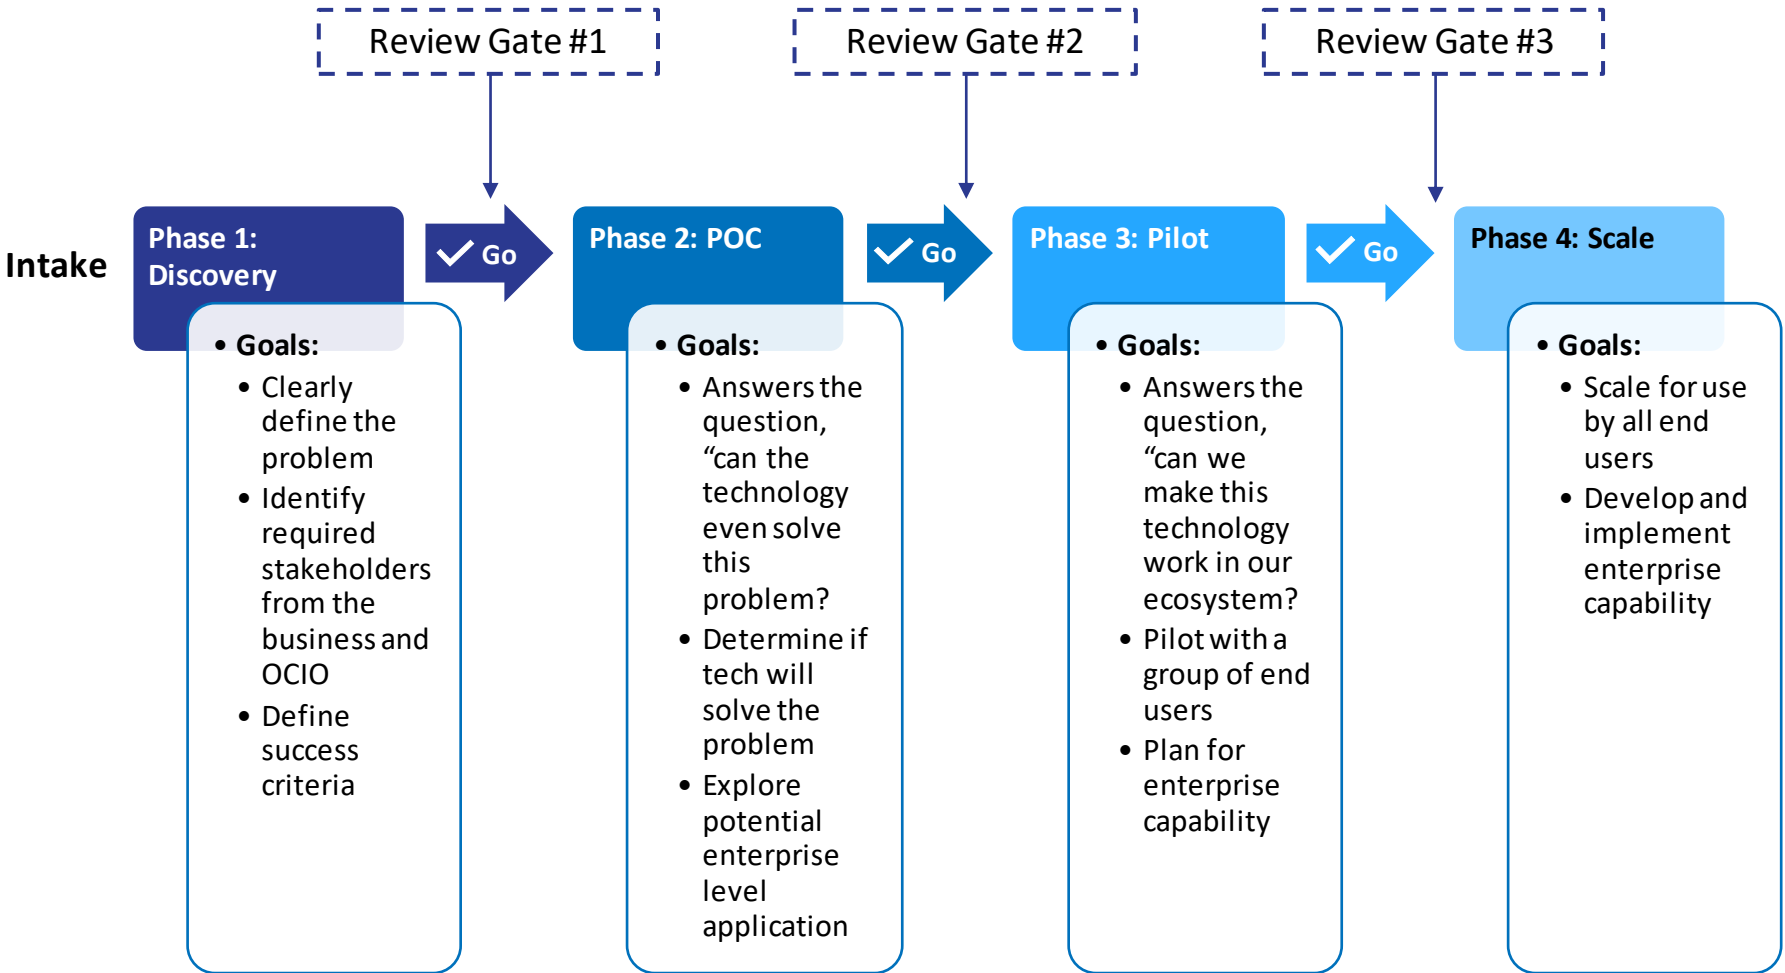 Review Gate #1
Review Gate #2
Review Gate #3
Intake
Phase 1:
Discovery
Go
Phase 2: POC
Go
Phase 3: Pilot
Go
Phase 4: Scale
• Goals:
• Clearly
define the
problem
• Identify
required
stakeholders
from the
business and
OCIO
• Define
success
criteria
• Goals:
• Answers the
question,
“can the
technology
even solve
this
problem?
• Determine if
tech will
solve the
problem
• Explore
potential
enterprise
level
application
• Goals:
• Answers the
question,
“can we
make this
technology
work in our
ecosystem?
• Pilot with a
group of end
users
• Plan for
enterprise
capability
• Goals:
• Scale for use
by all end
users
• Develop and
implement
enterprise
capability